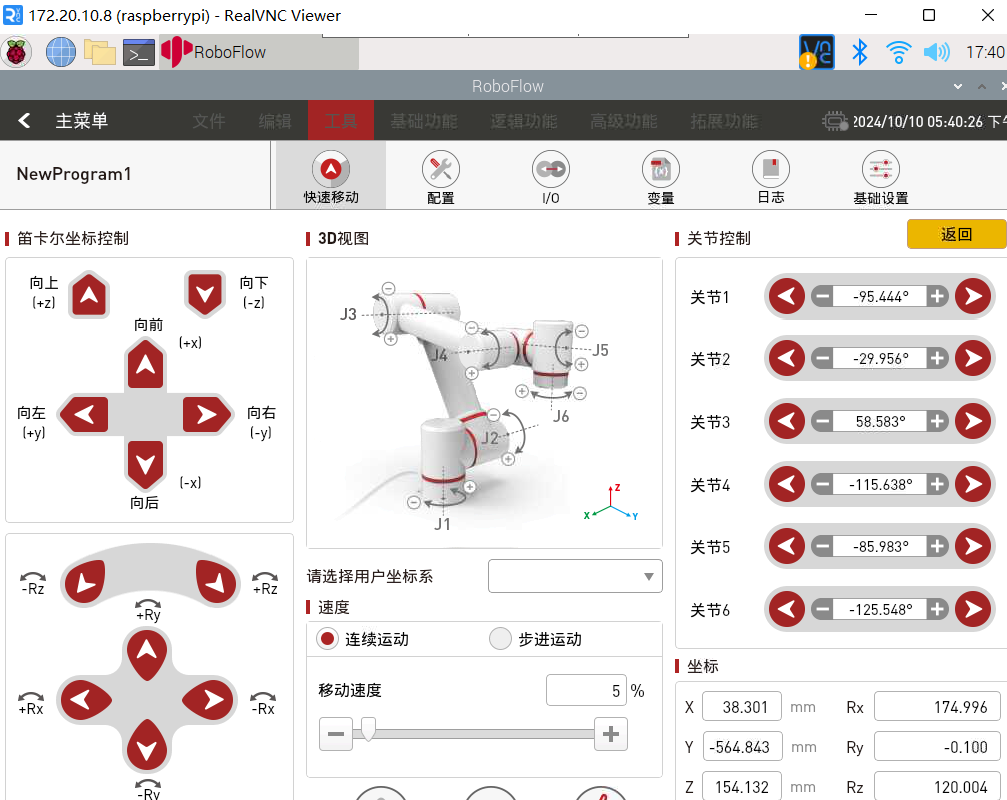 172.20.10.8 (raspberrypi) - RealVNC Viewer
RoboFlow
17:40
RoboFlow
主菜单 文件 编辑 工具 基础功能 逻辑功能 高级功能 拓展功能 2024/10/10 05:40:26 下
NewProgram1
快速移动 配置 I/O 变量 日志 基础设置
笛卡尔坐标控制
向上
(+z)
向下
(-z)
向前
(+x)
向左
(+y)
向右
(-y)
(-x)
向后
-Rz
+Rz
+Ry
+Rx
-Rx
-Ry
3D视图
J3
J4
J5
J6
J2
J1
Z
X
Y
请选择用户坐标系
速度
连续运动 步进运动
移动速度 5 %
关节控制 返回
关节1 -95.444°
关节2 -29.956°
关节3 58.583°
关节4 -115.638°
关节5 -85.983°
关节6 -125.548°
坐标
X 38.301 mm Rx 174.996
Y -564.843 mm Ry -0.100
Z 154.132 mm Rz 120.004